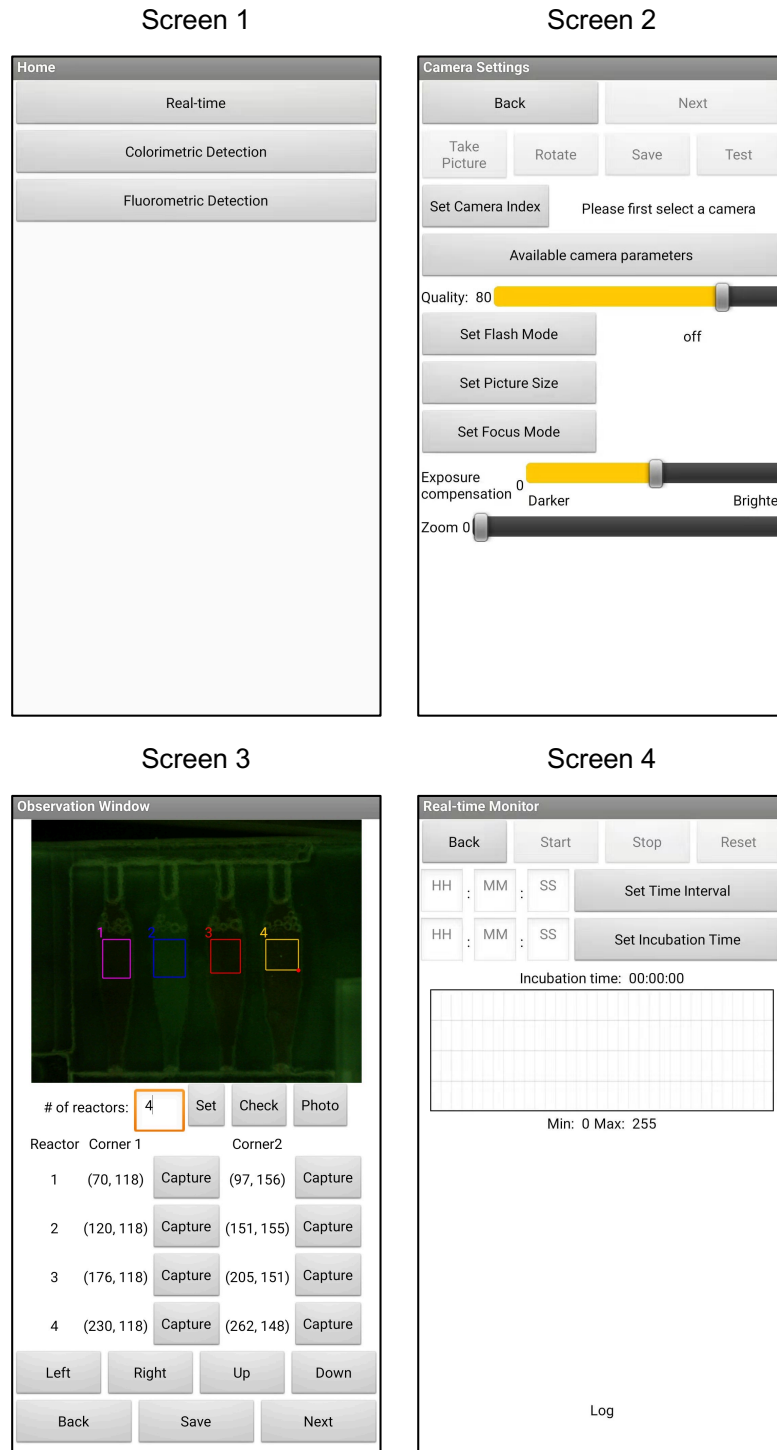 Screen 1
Home
Real-time
Colorimetric Detection
Fluorometric Detection
Screen 2
Camera Settings
Back Next
Take Picture Rotate Save Test
Set Camera Index Please first select a camera
Available camera parameters
Quality: 80
Set Flash Mode off
Set Picture Size
Set Focus Mode
Exposure
compensation 0
Darker Brighte
Zoom 0
Screen 3
Observation Window
1 2 3 4
# of reactors: 4 Set Check Photo
Reactor Corner 1 Corner2
1 (70, 118) Capture (97, 156) Capture
2 (120, 118) Capture (151, 155) Capture
3 (176, 118) Capture (205, 151) Capture
4 (230, 118) Capture (262, 148) Capture
Left Right Up Down
Back Save Next
Screen 4
Real-time Monitor
Back Start Stop Reset
HH : MM : SS Set Time Interval
HH : MM : SS Set Incubation Time
Incubation time: 00:00:00
Min: 0 Max: 255
Log